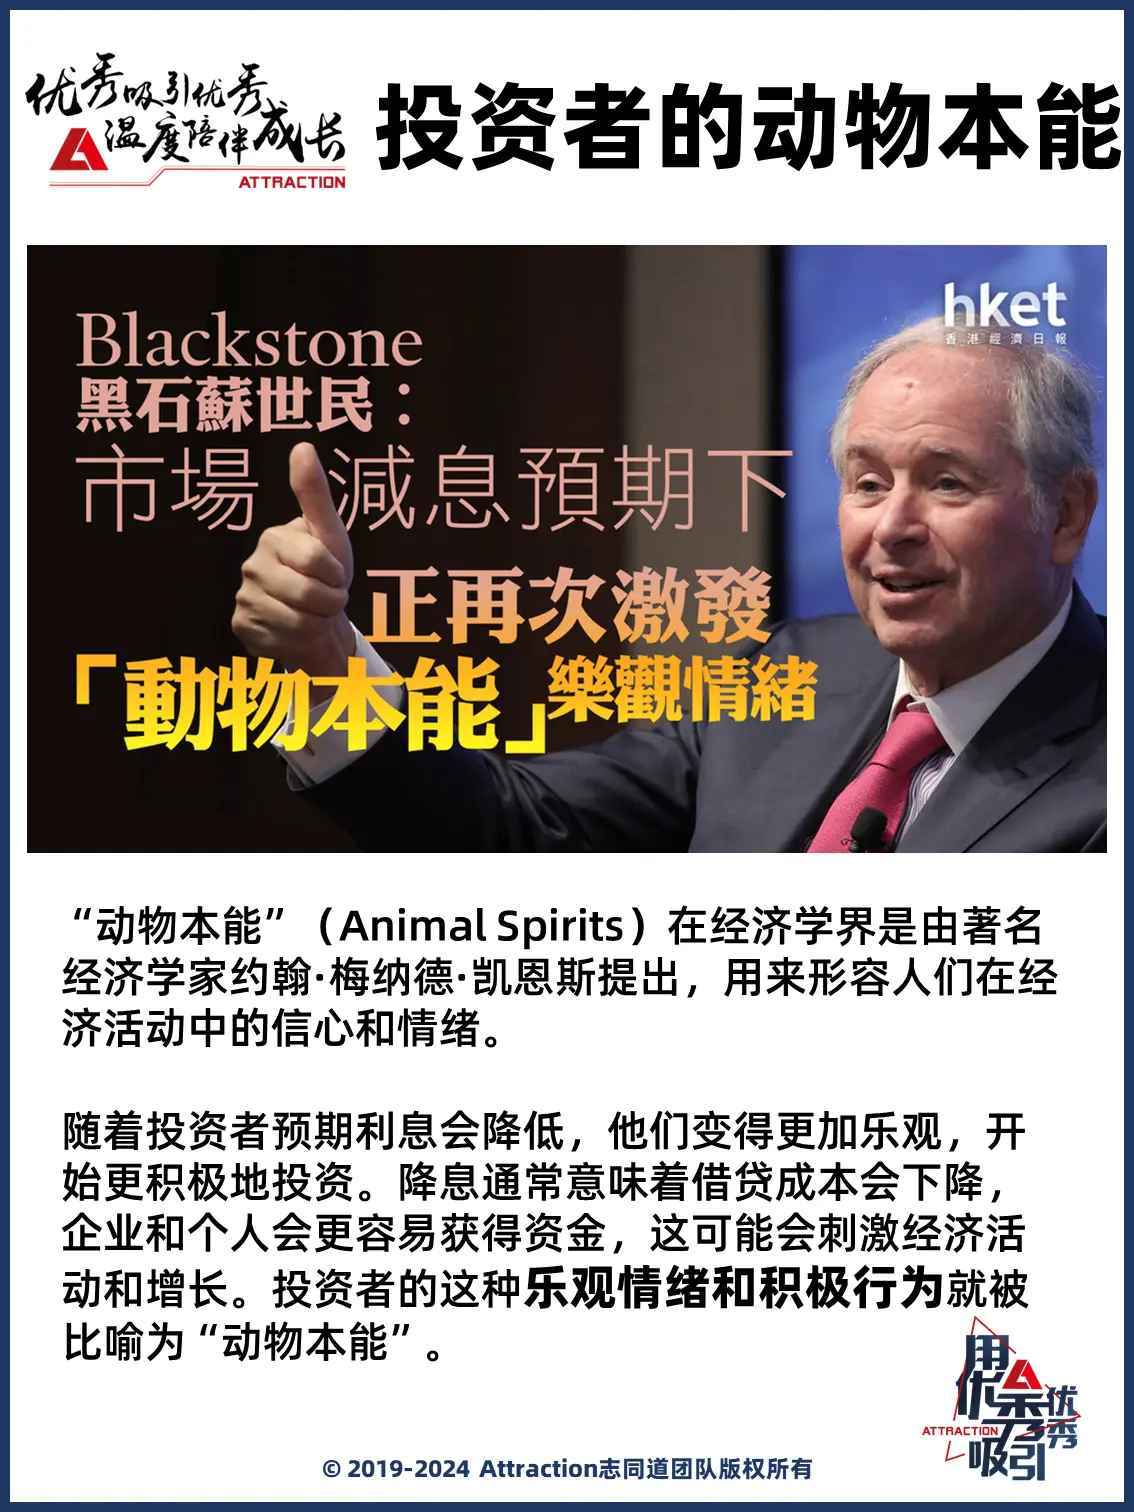 优秀吸引优秀
温度陪伴成长
ATTRACTION
投资者的动物本能
hket
香港經濟日報
Blackstone
黑石蘇世民：
市場 減息預期下
正再次激發
「動物本能」樂觀情緒
“动物本能”（Animal Spirits）在经济学界是由著名
经济学家约翰·梅纳德·凯恩斯提出，用来形容人们在经
济活动中的信心和情绪。
随着投资者预期利息会降低，他们变得更加乐观，开
始更积极地投资。降息通常意味着借贷成本会下降，
企业和个人会更容易获得资金，这可能会刺激经济活
动和增长。投资者的这种乐观情绪和积极行为就被
比喻为“动物本能”。
用
优秀
ATTRACTION
吸引
优秀
© 2019-2024 Attraction志同道团队版权所有